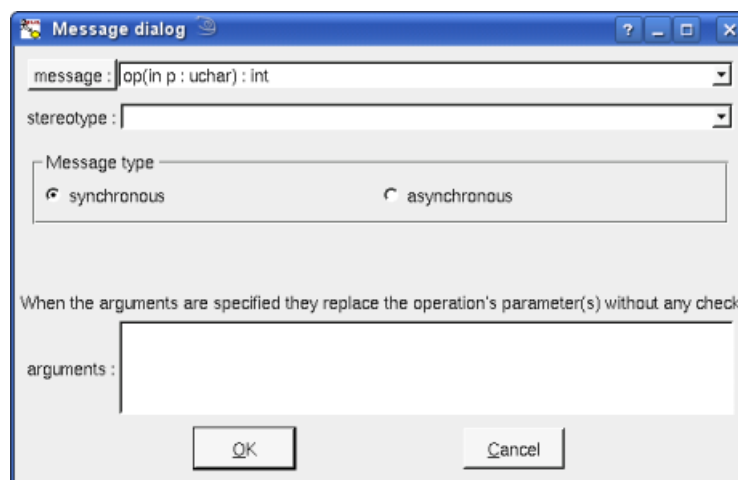 Message dialog
message : op(in p : uchar) : int
stereotype :
Message type
synchronous asynchronous
When the arguments are specified they replace the operation's parameter(s) without any check
arguments :
OK Cancel